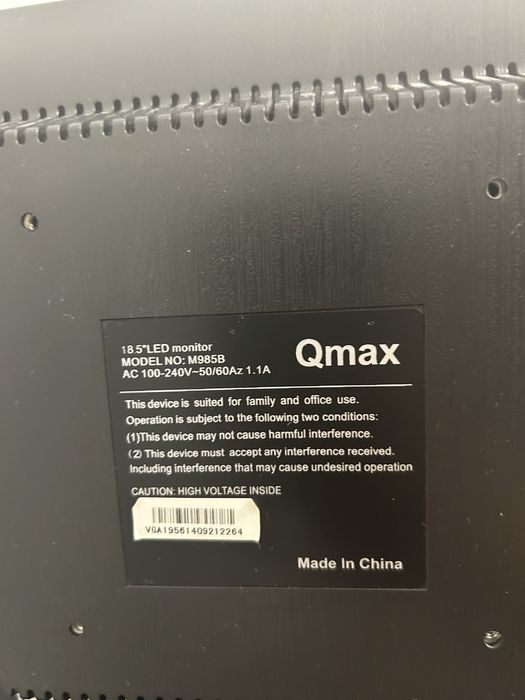 18.5"LED monitor
MODEL NO: M985B
AC 100-240V~50/60Az 1.1A
Qmax
This device is suited for family and office use.
Operation is subject to the following two conditions:
(1)This device may not cause harmful interference.
(2) This device must accept any interference received.
Including interference that may cause undesired operation
CAUTION: HIGH VOLTAGE INSIDE
VGA19561409212264
Made In China